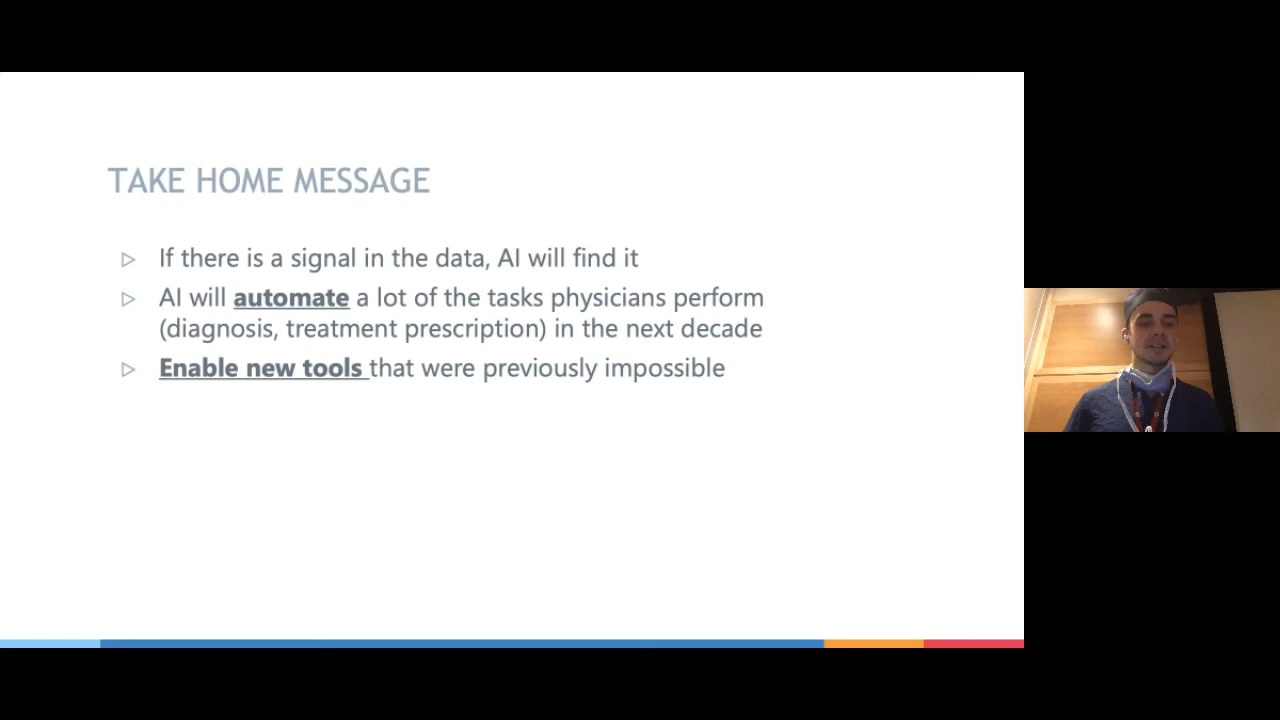 TAKE HOME MESSAGE
If there is a signal in the data, AI will find it
AI will automate a lot of the tasks physicians perform
(diagnosis, treatment prescription) in the next decade
Enable new tools that were previously impossible